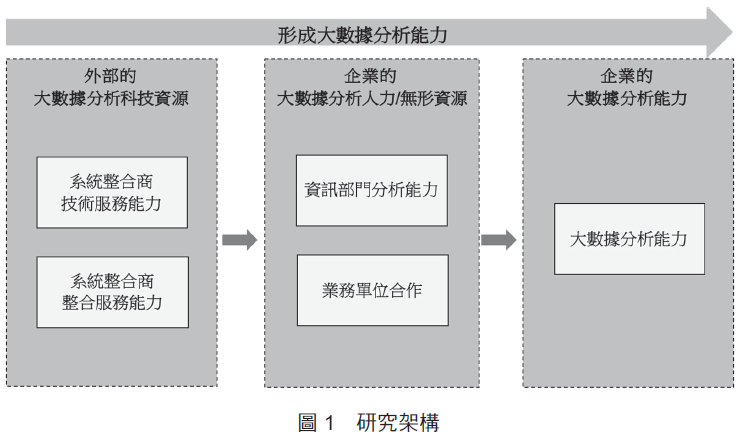 形成大數據分析能力
外部的
大數據分析科技資源
系統整合商
技術服務能力
系統整合商
整合服務能力
企業的
大數據分析人力/無形資源
資訊部門分析能力
業務單位合作
企業的
大數據分析能力
大數據分析能力
圖 1 研究架構